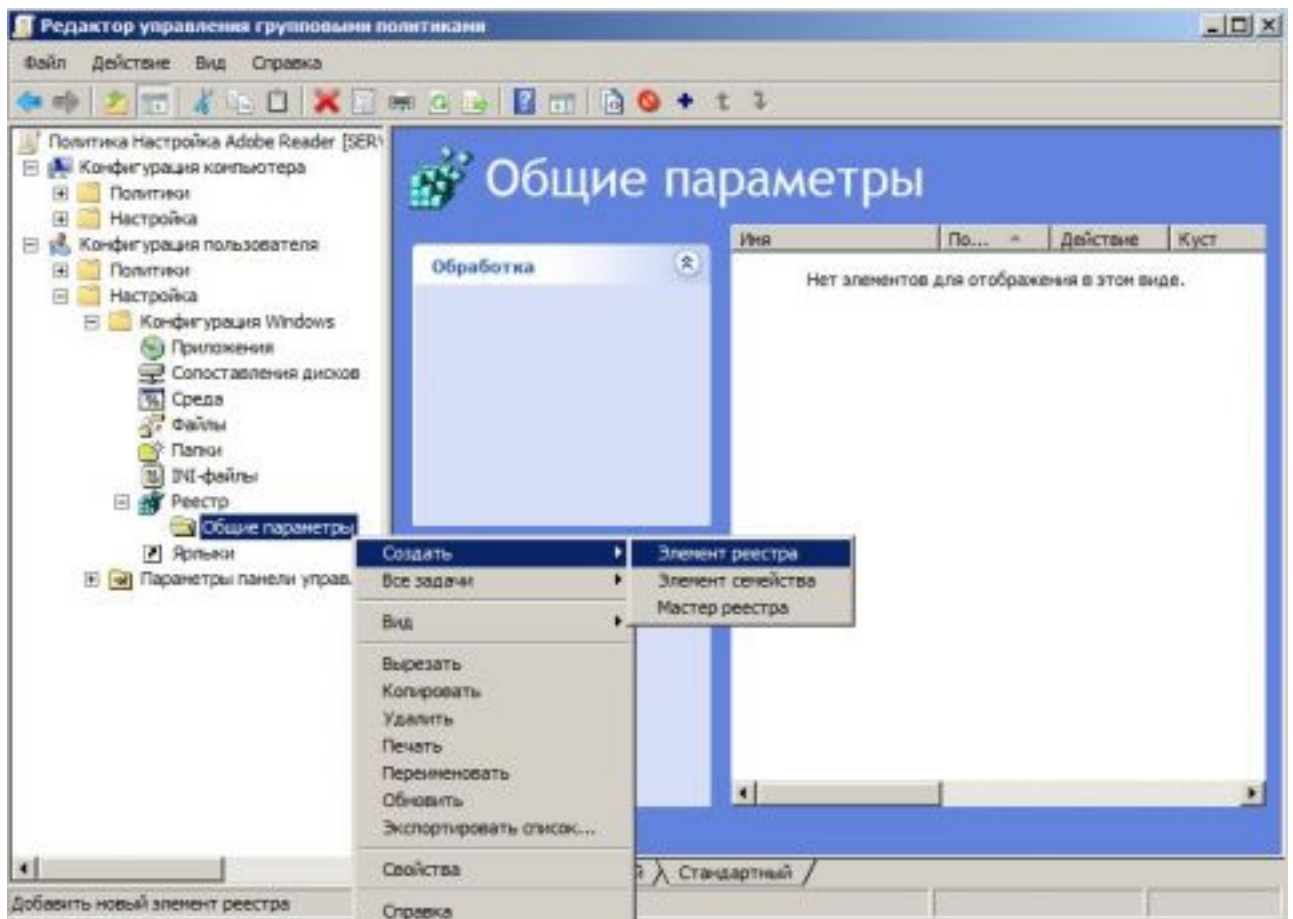 Редактор управления групповыми политиками
Файл Действие Вид Справка
Политика Настройка Adobe Reader [SERV
Конфигурация компьютера
Политики
Настройка
Конфигурация пользователя
Политики
Настройка
Конфигурация Windows
Приложения
Сопоставления дисков
Среда
Файлы
Папки
INI-файлы
Реестр
Общие параметры
Ярлыки
Параметры панели управ.
Общие параметры
Обработка
Имя По... Действие Куст
Нет элементов для отображения в этом виде.
Создать
Все задачи
Вид
Вырезать
Копировать
Удалить
Печать
Переименовать
Обновить
Экспортировать список...
Свойства
Справка
Элемент реестра
Элемент семейства
Мастер реестра
й Стандартный
Добавить новый элемент реестра